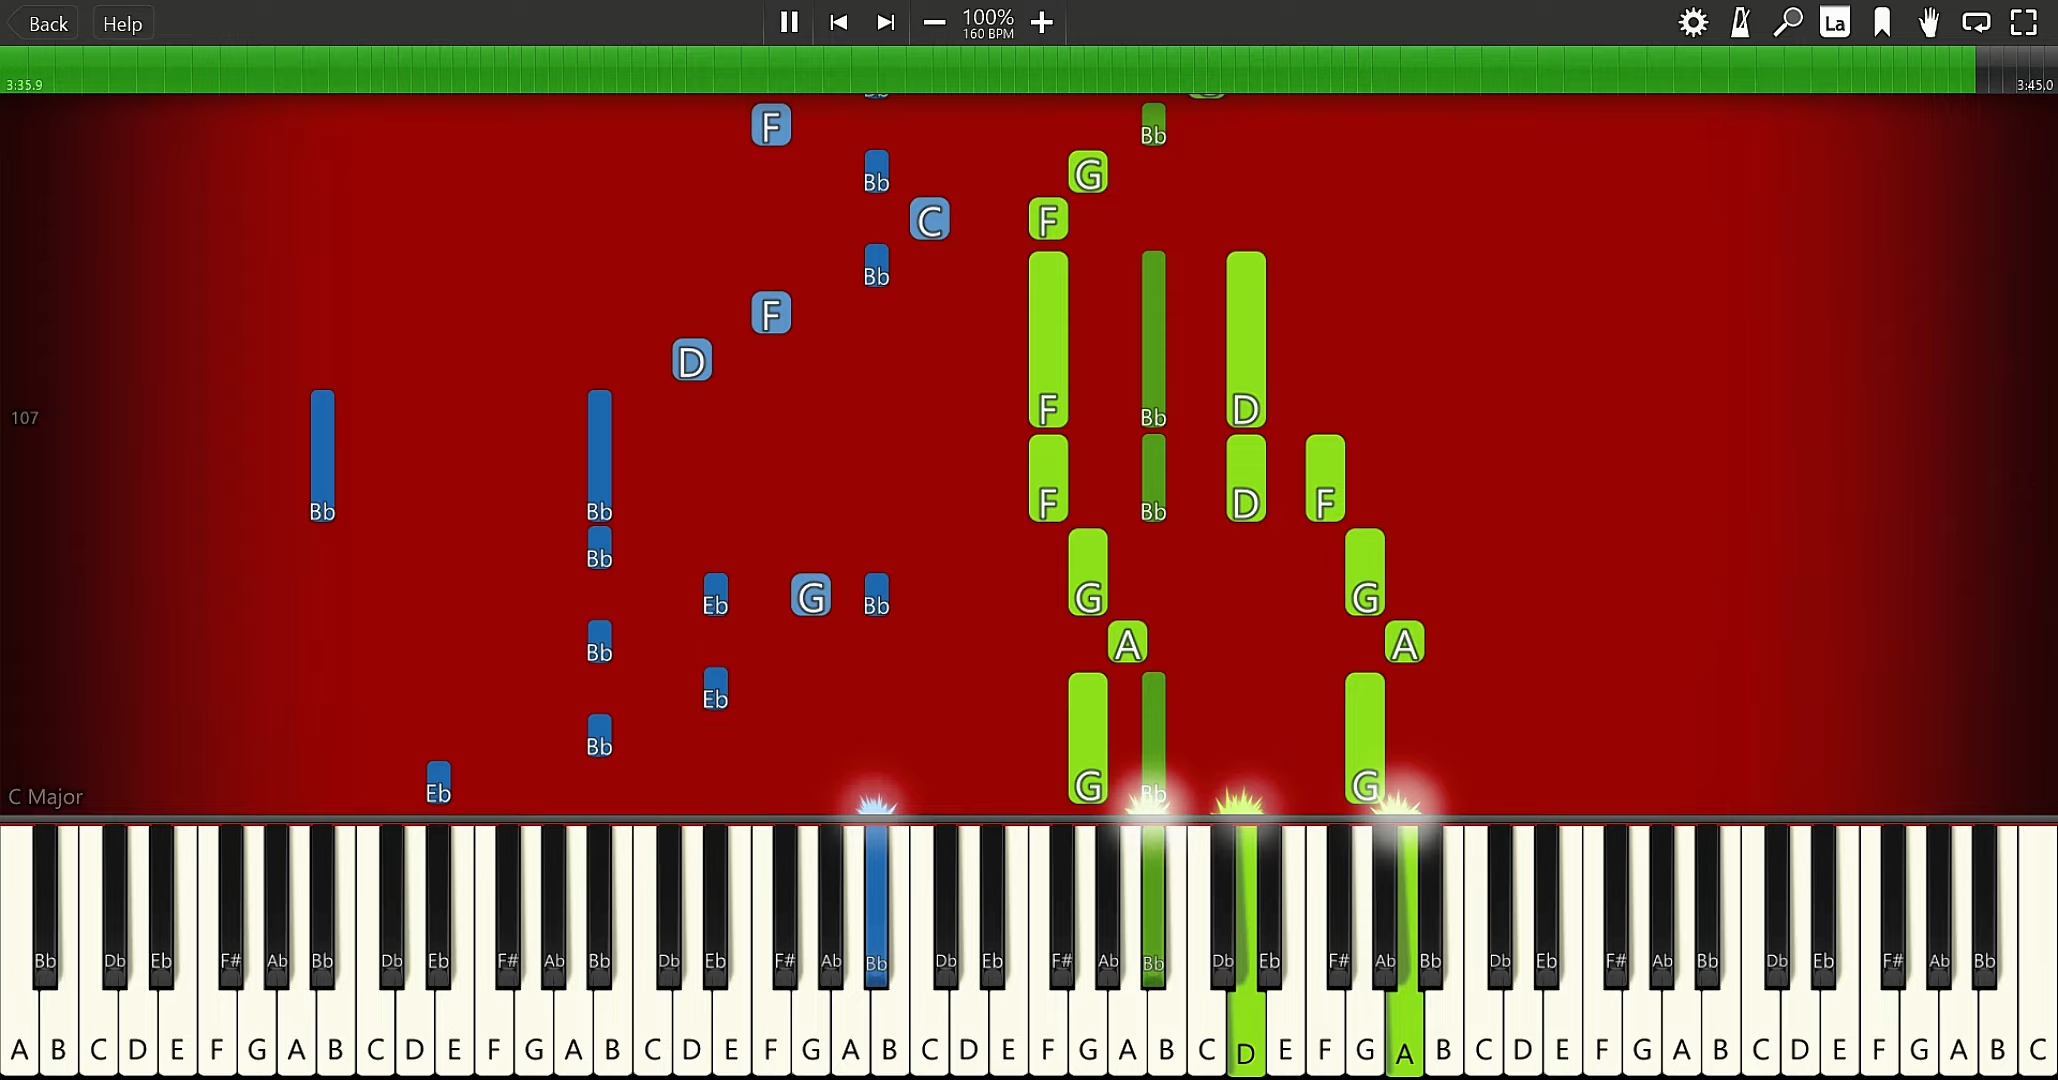 Back Help 100% La
160 BPM
3:35.9 3:45.0
F Bb
Bb G
C F
Bb
F
D
107 F Bb D
Bb Bb F Bb D F
Bb
Eb G Bb G G
Bb A A
Eb
Bb
Eb G Bb G
C Major
Bb Db Eb F# Ab Bb Db Eb F# Ab Bb Db Eb F# Ab Bb Db Eb F# Ab Bb Db Eb F# Ab Bb Db Eb F# Ab Bb Db Eb F# Ab Bb
A B C D E F G A B C D E F G A B C D E F G A B C D E F G A B C D E F G A B C D E F G A B C D E F G A B C